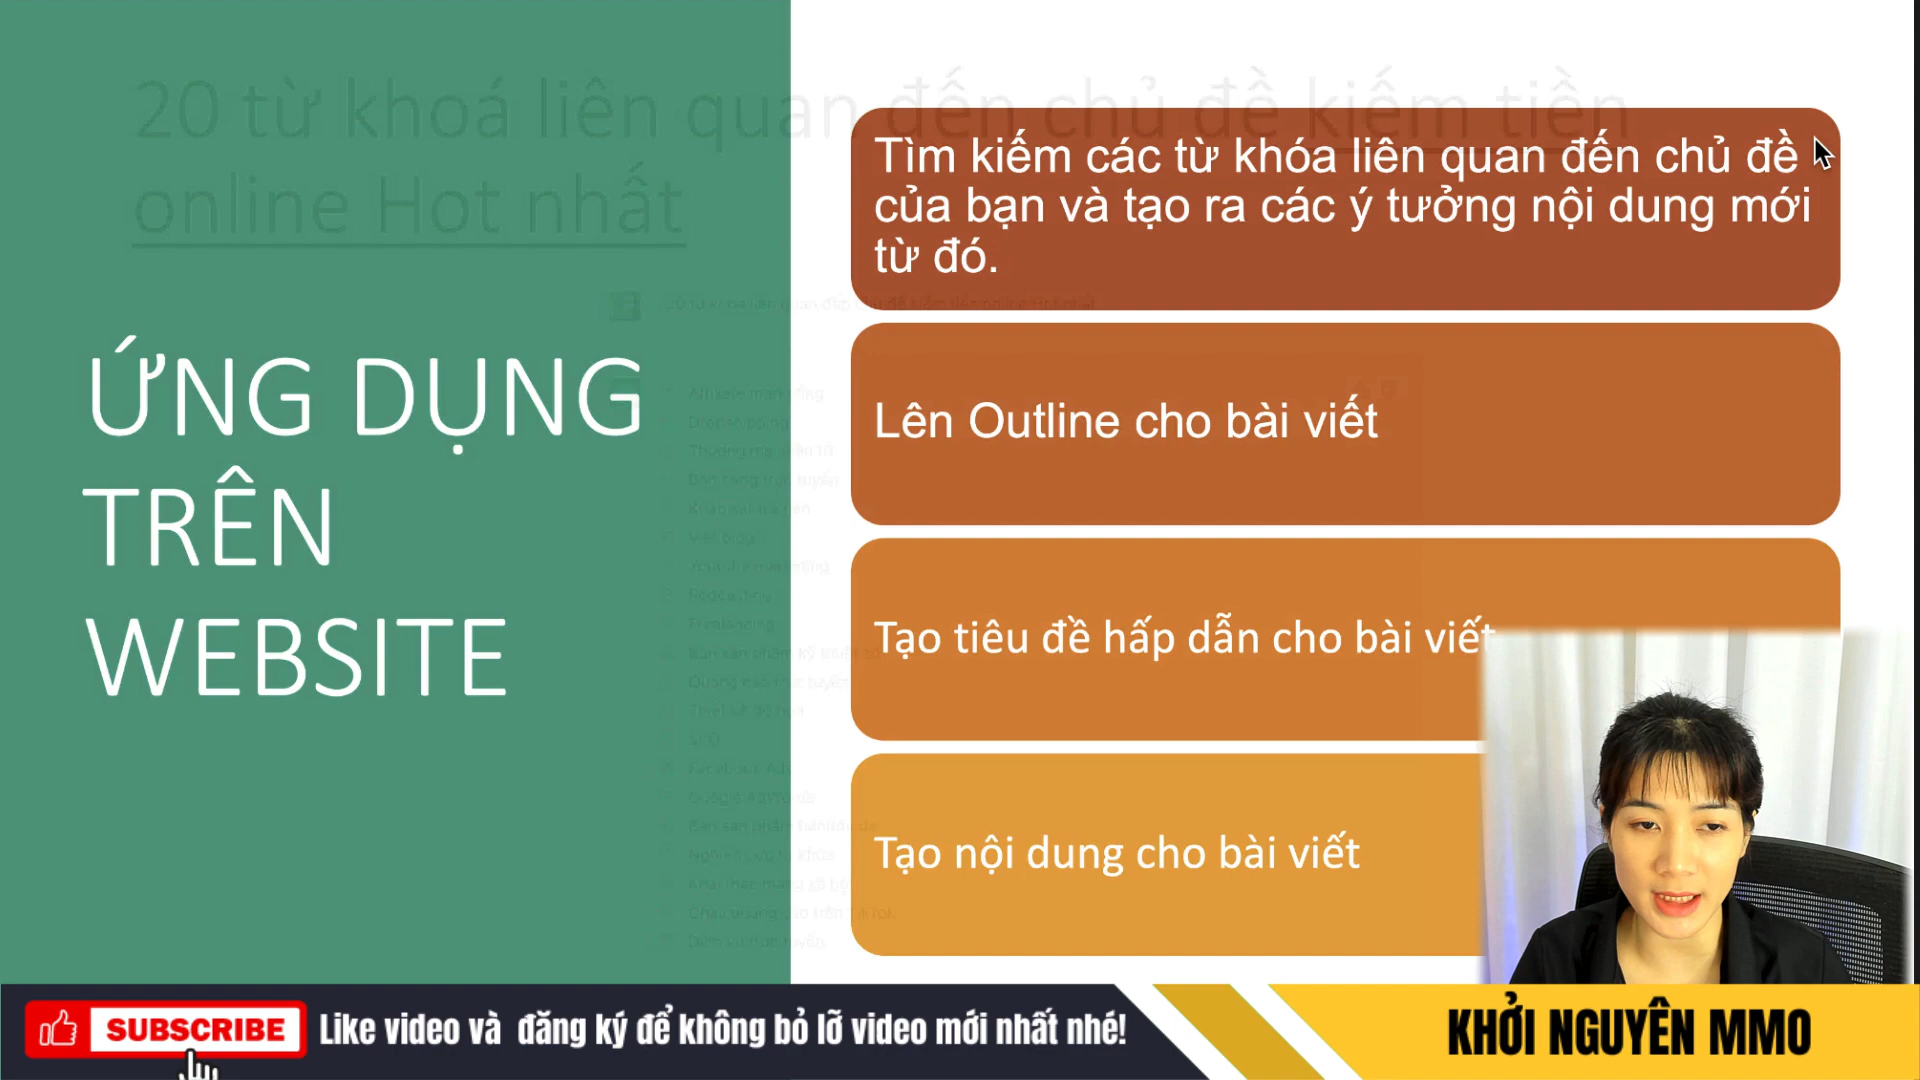 20 từ khoá liên quan đến chủ đề kiếm tiền
online Hot nhất
ỨNG DỤNG
TRÊN
WEBSITE
Tìm kiếm các từ khóa liên quan đến chủ đề
của bạn và tạo ra các ý tưởng nội dung mới
từ đó.
Lên Outline cho bài viết
Tạo tiêu đề hấp dẫn cho bài viết
Tạo nội dung cho bài viết
SUBSCRIBE
Like video và đăng ký để không bỏ lỡ video mới nhất nhé!
KHỞI NGUYÊN MMO